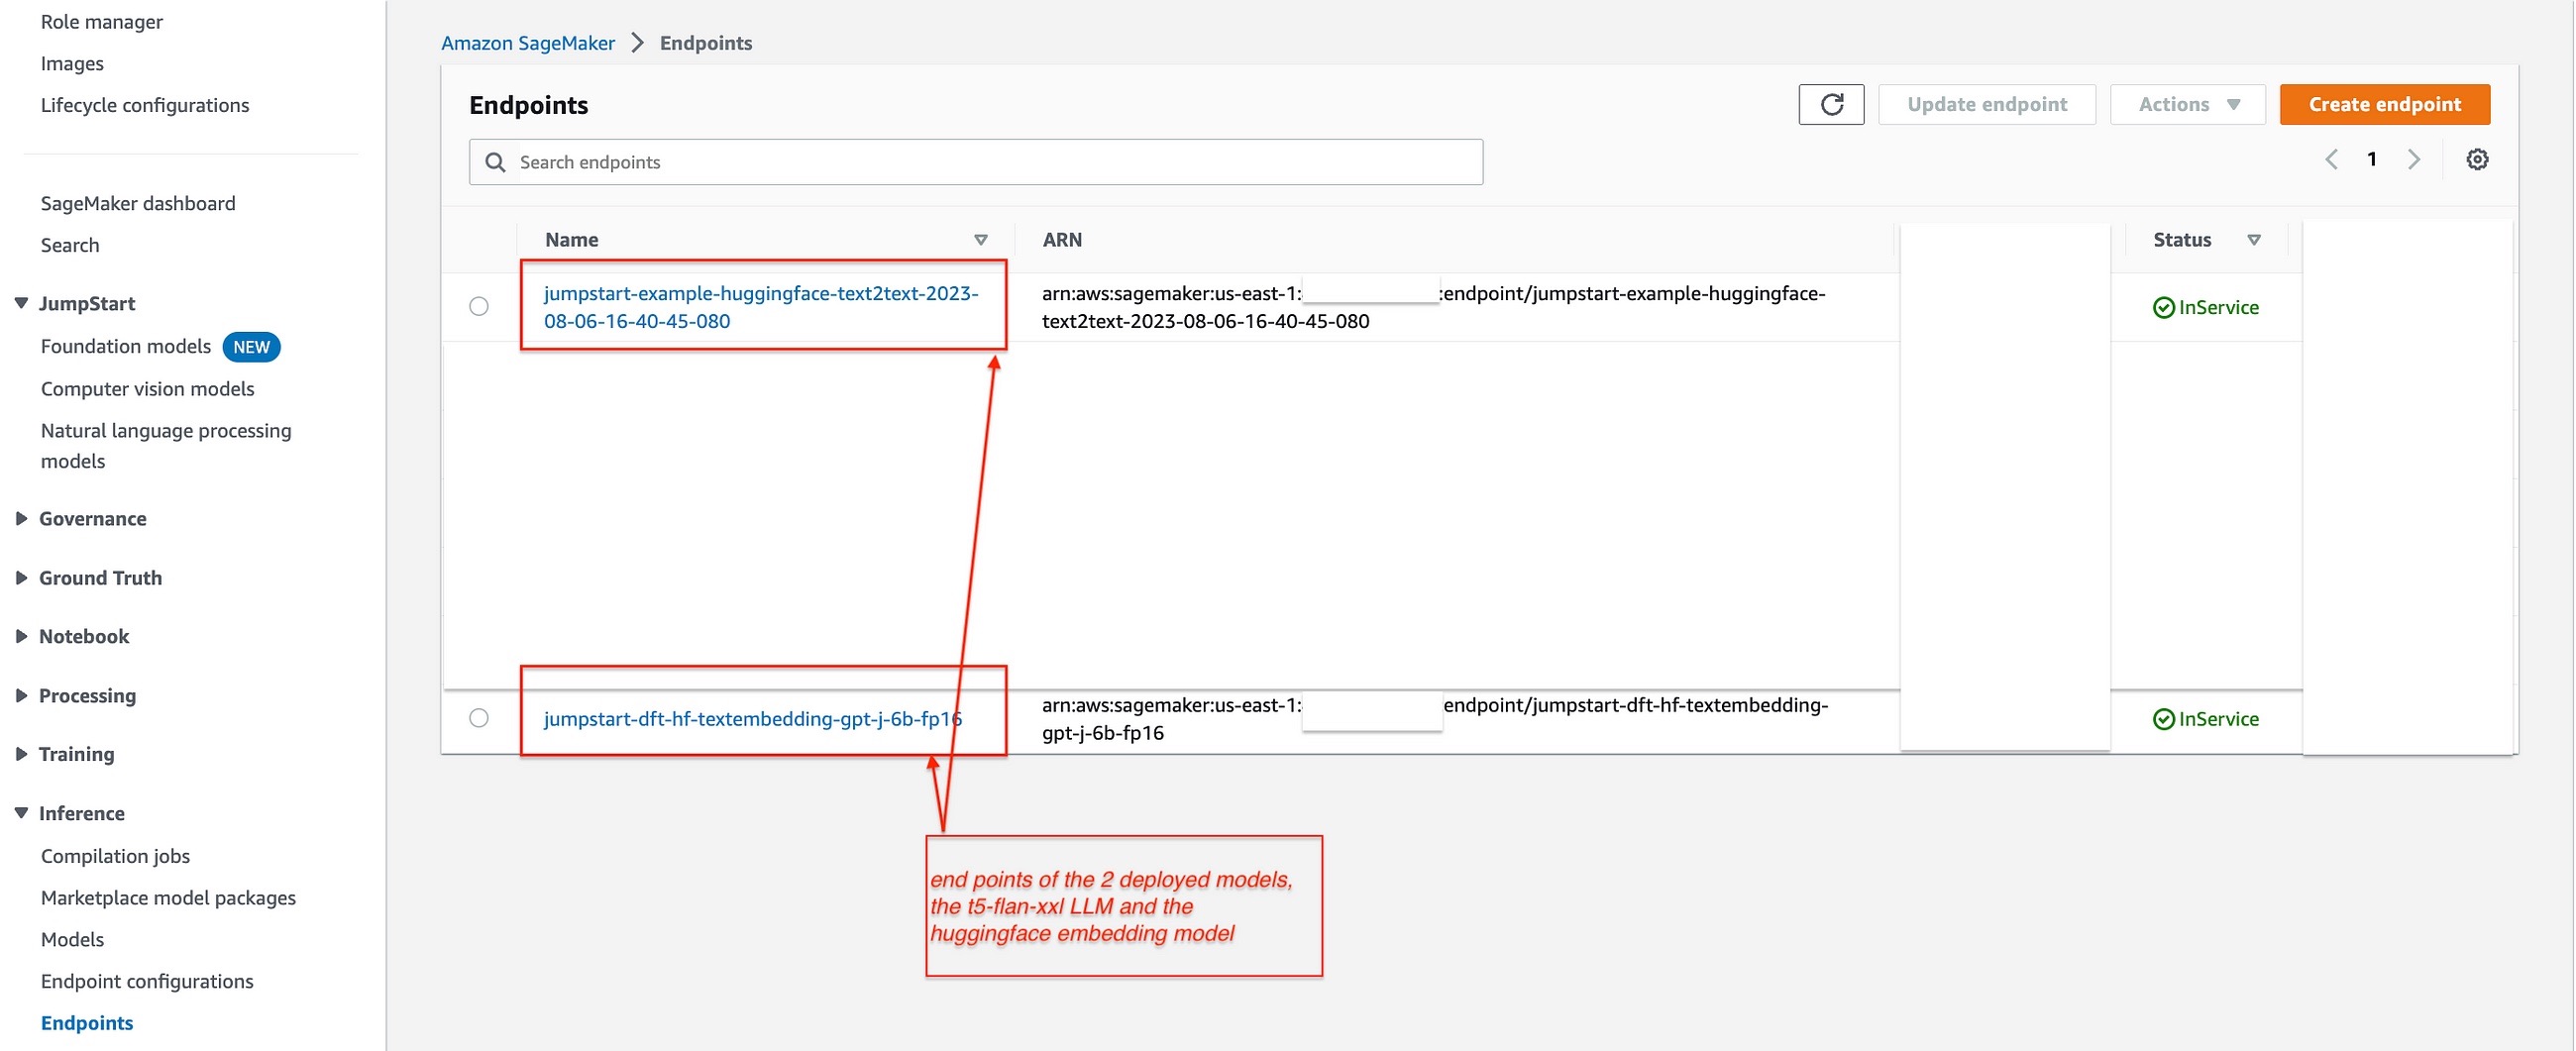 Role manager
Images
Lifecycle configurations
SageMaker dashboard
Search
JumpStart
Foundation models NEW
Computer vision models
Natural language processing
models
Governance
Ground Truth
Notebook
Processing
Training
Inference
Compilation jobs
Marketplace model packages
Models
Endpoint configurations
Endpoints
Amazon SageMaker > Endpoints
Endpoints
Update endpoint
Actions
Create endpoint
Search endpoints
1
Name
ARN
Status
jumpstart-example-huggingface-text2text-2023-
08-06-16-40-45-080
arn:aws:sagemaker:us-east-1: :endpoint/jumpstart-example-huggingface-
text2text-2023-08-06-16-40-45-080
InService
jumpstart-dft-hf-textembedding-gpt-j-6b-fp16
arn:aws:sagemaker:us-east-1: endpoint/jumpstart-dft-hf-textembedding-
gpt-j-6b-fp16
InService
end points of the 2 deployed models,
the t5-flan-xxl LLM and the
huggingface embedding model